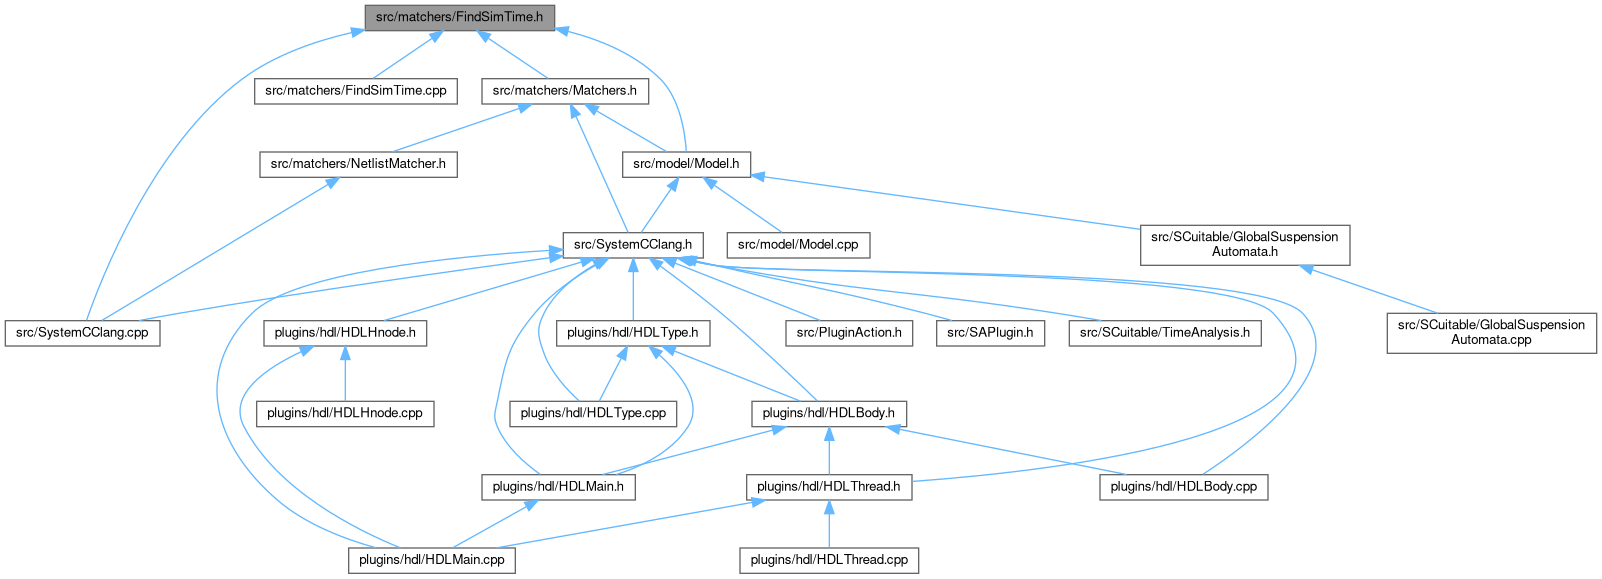 src/matchers/FindSimTime.h
src/matchers/FindSimTime.cpp
src/matchers/Matchers.h
src/matchers/NetlistMatcher.h
src/model/Model.h
src/SystemCClang.h
src/model/Model.cpp
src/SCuitable/GlobalSuspension
Automata.h
src/SystemCClang.cpp
plugins/hdl/HDLHnode.h
plugins/hdl/HDLType.h
src/PluginAction.h
src/SAPlugin.h
src/SCuitable/TimeAnalysis.h
src/SCuitable/GlobalSuspension
Automata.cpp
plugins/hdl/HDLHnode.cpp
plugins/hdl/HDLType.cpp
plugins/hdl/HDLBody.h
plugins/hdl/HDLMain.h
plugins/hdl/HDLThread.h
plugins/hdl/HDLBody.cpp
plugins/hdl/HDLMain.cpp
plugins/hdl/HDLThread.cpp